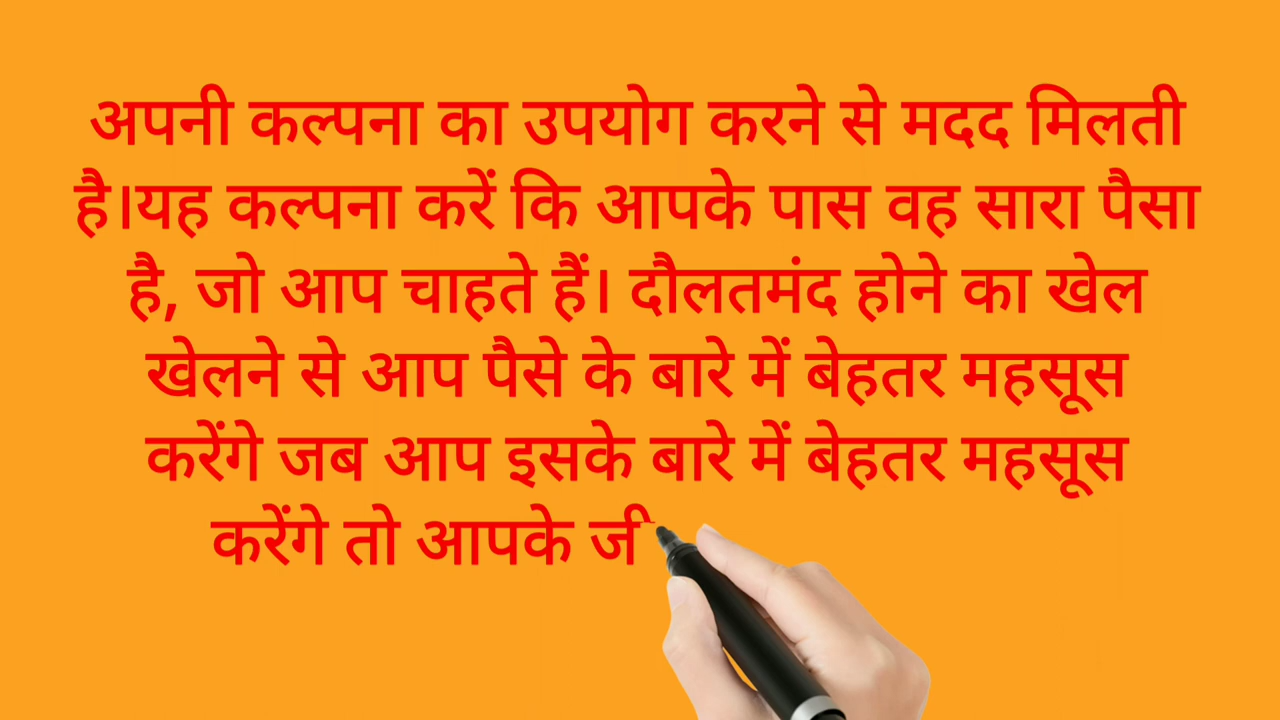 अपनी कल्पना का उपयोग करने से मदद मिलती
है।यह कल्पना करें कि आपके पास वह सारा पैसा
है, जो आप चाहते हैं। दौलतमंद होने का खेल
खेलने से आप पैसे के बारे में बेहतर महसूस
करेंगे जब आप इसके बारे में बेहतर महसूस
करेंगे तो आपके